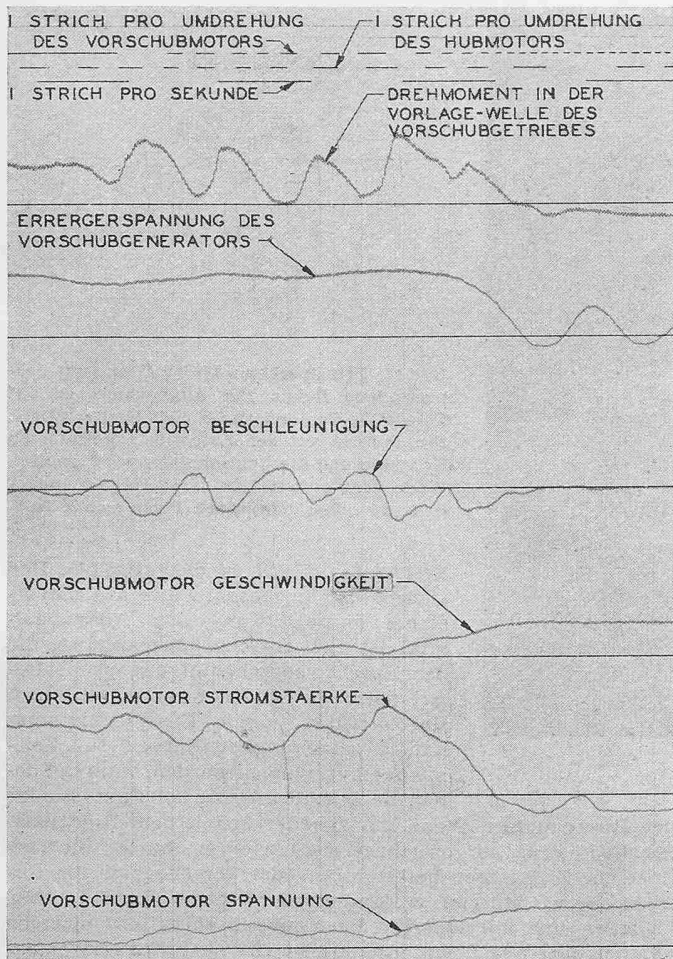 I STRICH PRO UMDREHUNG
DES VORSCHUBMOTORS
I STRICH PRO UMDREHUNG
DES HUBMOTORS
I STRICH PRO SEKUNDE
DREHMOMENT IN DER
VORLAGE-WELLE DES
VORSCHUBGETRIEBES
ERRERGERSPANNUNG DES
VORSCHUBGENERATORS
VORSCHUBMOTOR BESCHLEUNIGUNG
VORSCHUBMOTOR GESCHWINDIGKEIT
VORSCHUBMOTOR STROMSTAERKE
VORSCHUBMOTOR SPANNUNG